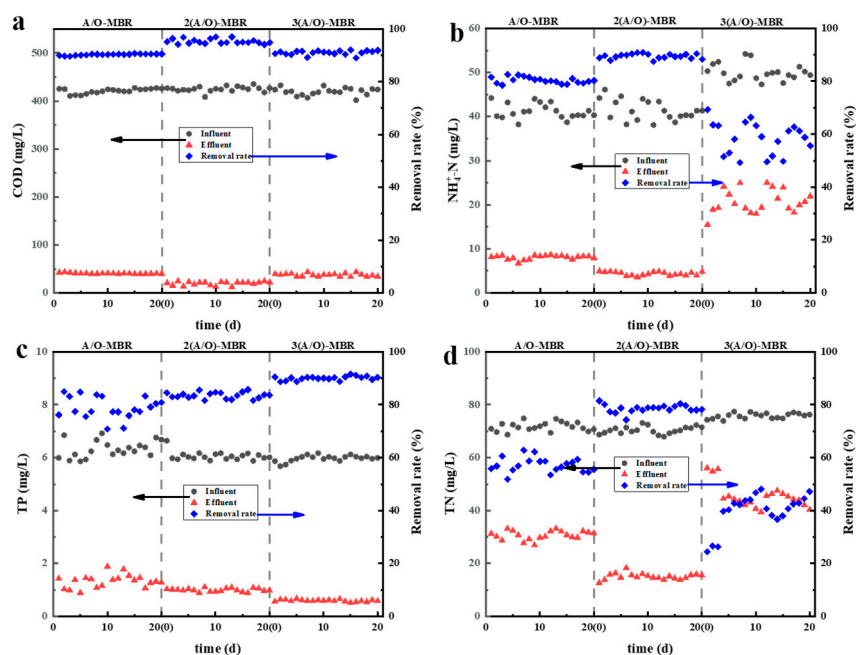 a
A/O-MBR 2(A/O)-MBR 3(A/O)-MBR
500
400
300
200
100
50
0
COD (mg/L)
100
80
60
40
20
0
Removal rate (%)
Influent
Effluent
Removal rate
0 10 20(0) 10 20(0) 10 20
time (d)
b
A/O-MBR 2(A/O)-MBR 3(A/O)-MBR
60
50
40
30
20
10
0
NH₄⁺-N (mg/L)
100
80
60
40
20
0
Removal rate (%)
Influent
Effluent
Removal rate
0 10 20(0) 10 20(0) 10 20
time (d)
c
A/O-MBR 2(A/O)-MBR 3(A/O)-MBR
10
8
6
4
2
0
TP (mg/L)
100
80
60
40
20
0
Removal rate (%)
Influent
Effluent
Removal rate
0 10 20(0) 10 20(0) 10 20
time (d)
d
A/O-MBR 2(A/O)-MBR 3(A/O)-MBR
100
80
60
40
20
0
TN (mg/L)
100
80
60
40
20
0
Removal rate (%)
Influent
Effluent
Removal rate
0 10 20(0) 10 20(0) 10 20
time (d)